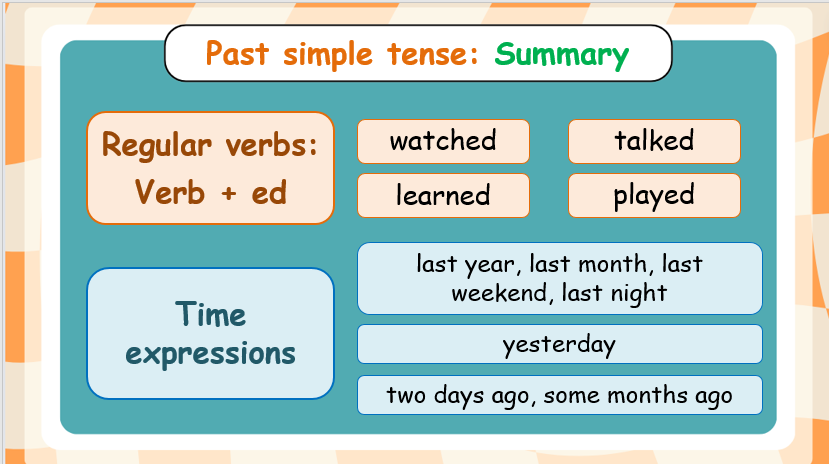 Past simple tense: Summary
Regular verbs:
Verb + ed
watched
talked
learned
played
Time
expressions
last year, last month, last
weekend, last night
yesterday
two days ago, some months ago